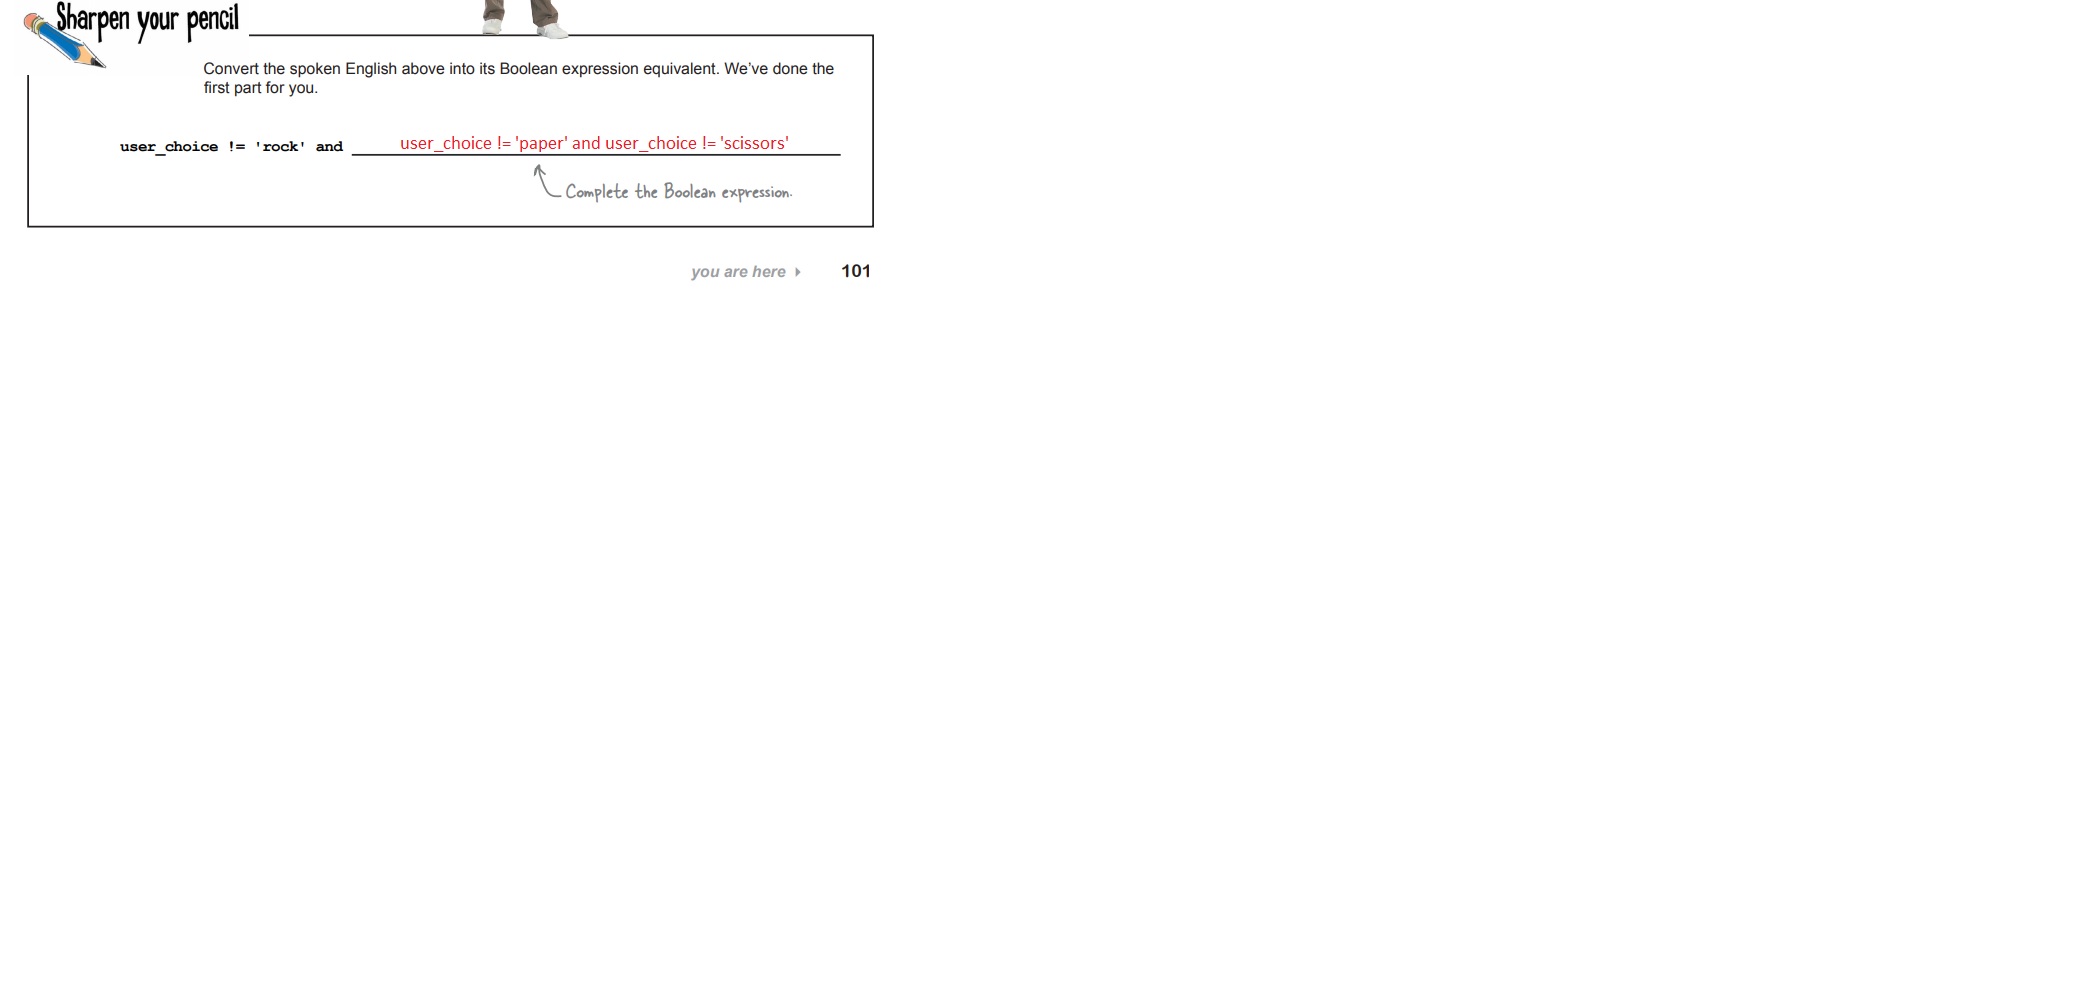 Sharpen your pencil
Convert the spoken English above into its Boolean expression equivalent. We've done the
first part for you.
user_choice != 'rock' and user_choice != 'paper' and user_choice != 'scissors'
Complete the Boolean expression.
you are here 101